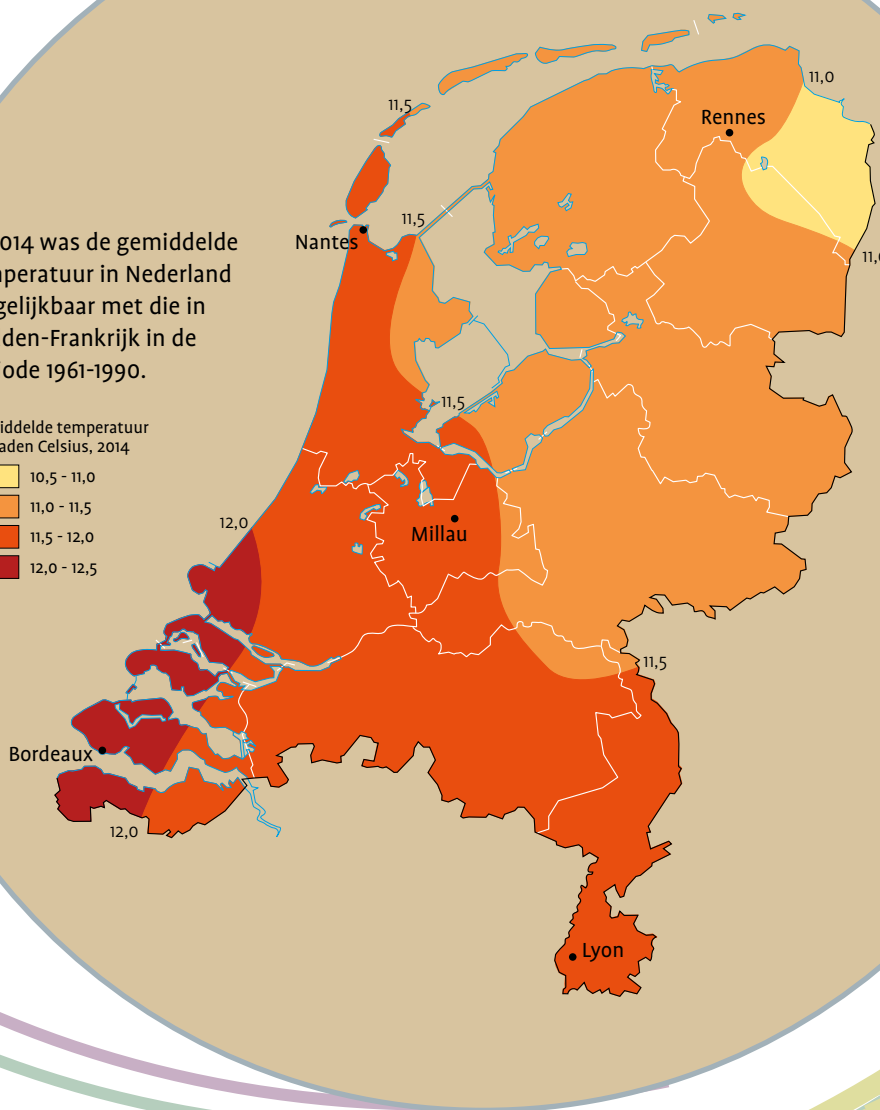 014 was de gemiddelde
peratuur in Nederland
gelijkbaar met die in
den-Frankrijk in de
iode 1961-1990.
iddelde temperatuur
aden Celsius, 2014
10,5 - 11,0
11,0 - 11,5
11,5 - 12,0
12,0 - 12,5
11,0
11,5
Rennes
11,5
Nantes
11,0
11,5
12,0
Millau
11,5
Bordeaux
12,0
Lyon